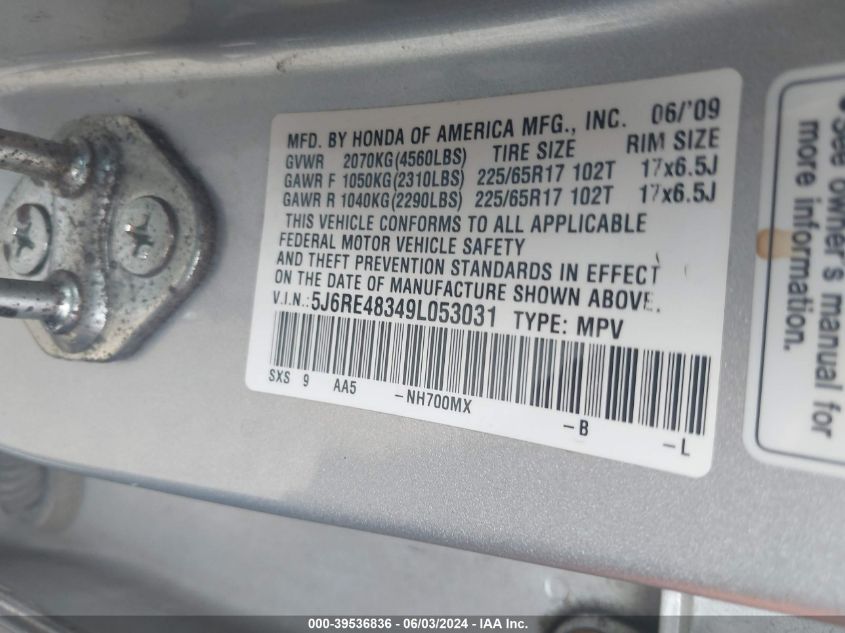 MFD. BY HONDA OF AMERICA MFG., INC. 06/'09
GVWR 2070KG(4560LBS) TIRE SIZE RIM SIZE
GAWR F 1050KG(2310LBS) 225/65R17 102T 17x6.5J
GAWR R 1040KG(2290LBS) 225/65R17 102T 17x6.5J
THIS VEHICLE CONFORMS TO ALL APPLICABLE
FEDERAL MOTOR VEHICLE SAFETY
AND THEFT PREVENTION STANDARDS IN EFFECT
ON THE DATE OF MANUFACTURE SHOWN ABOVE.
V.I.N.:5J6RE48349L053031 TYPE: MPV
SXS 9 AA5 -NH700MX -B -L
See owner's manual for
more information.
000-39536836 - 06/03/2024 - IAA Inc.